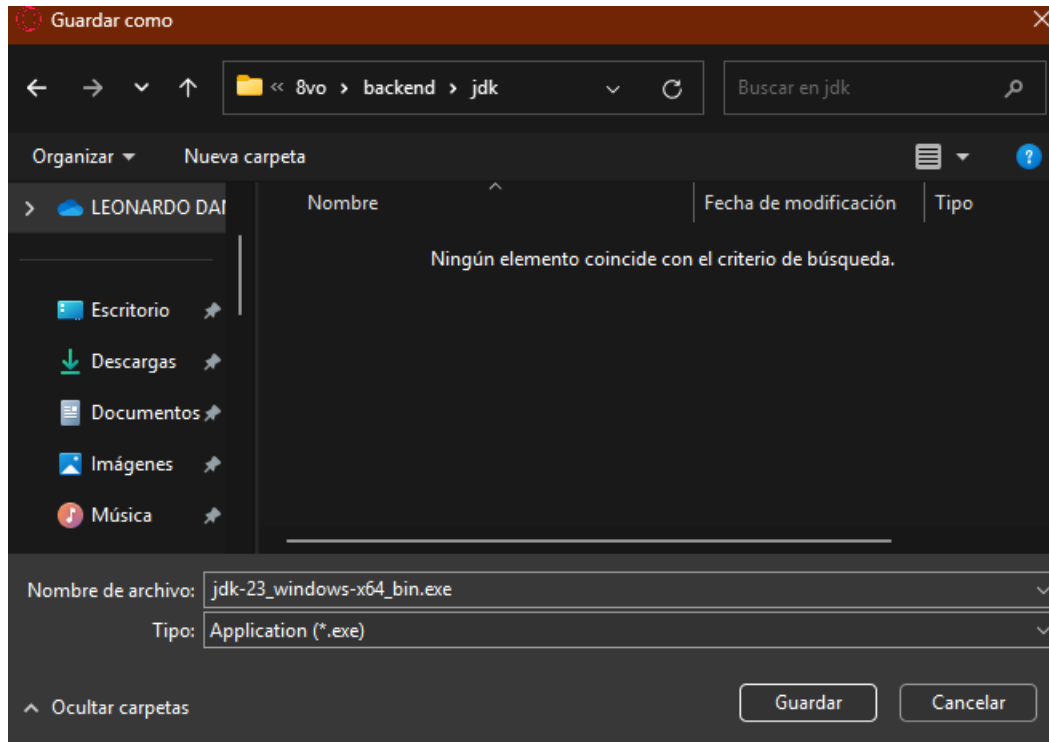 Guardar como
« 8vo > backend > jdk
Buscar en jdk
Organizar
Nueva carpeta
LEONARDO DAN
Nombre
Fecha de modificación
Tipo
Ningún elemento coincide con el criterio de búsqueda.
Escritorio
Descargas
Documentos
Imágenes
Música
Nombre de archivo: jdk-23_windows-x64_bin.exe
Tipo: Application (*.exe)
Ocultar carpetas
Guardar
Cancelar